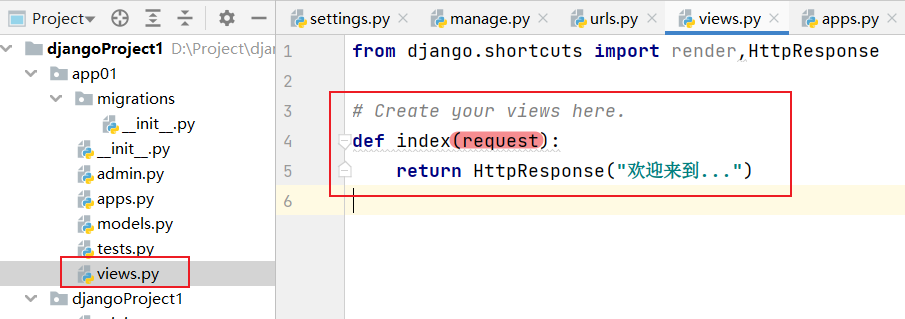 Project
settings.py manage.py urls.py views.py apps.py
djangoProject1 D:\Project\djan
app01
migrations
__init__.py
__init__.py
admin.py
apps.py
models.py
tests.py
views.py
djangoProject1
1 from django.shortcuts import render,HttpResponse
2
3 # Create your views here.
4 def index(request):
5 return HttpResponse("欢迎来到...")
6